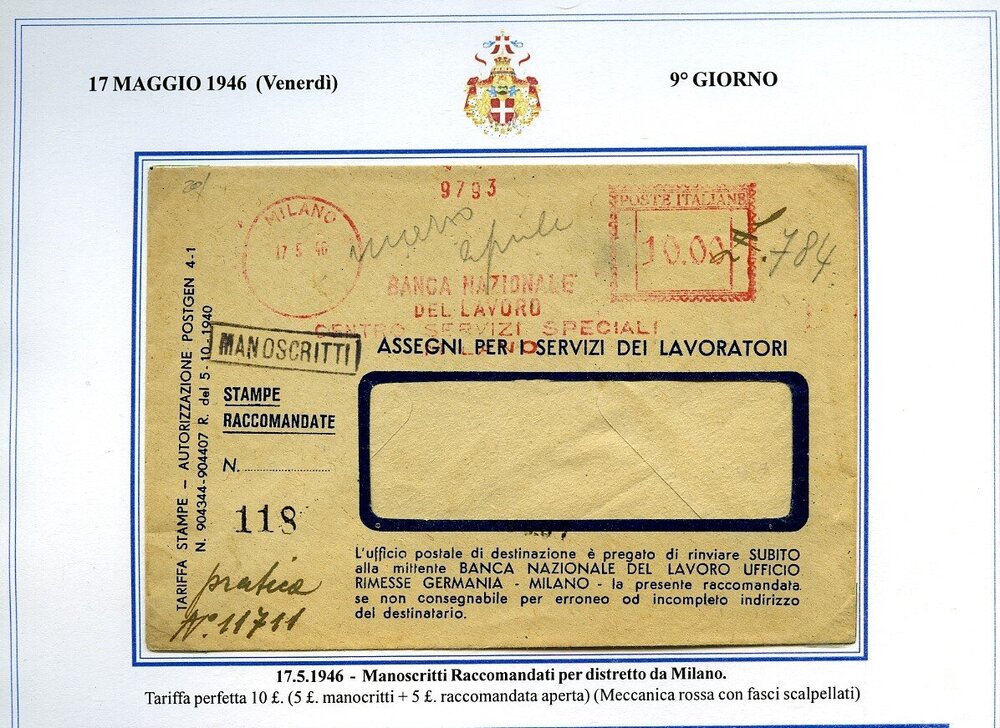 17 MAGGIO 1946 (Venerdì)
9° GIORNO
20/
9793
MILANO
17 5 46
marzo
aprile
POSTE ITALIANE
10.00
784
BANCA NAZIONALE
DEL LAVORO
CENTRO SERVIZI SPECIALI
MILANO
TARIFFA STAMPE – AUTORIZZAZIONE POSTGEN 4-1
N. 904344-904407 R. del 5-10-1940
MANOSCRITTI
ASSEGNI PER I SERVIZI DEI LAVORATORI
STAMPE
RACCOMANDATE
N.
118
pratica
N°. 11711
L'ufficio postale di destinazione è pregato di rinviare SUBITO
alla mittente BANCA NAZIONALE DEL LAVORO UFFICIO
RIMESSE GERMANIA - MILANO - la presente raccomandata
se non consegnabile per erroneo od incompleto indirizzo
del destinatario.
17.5.1946 - Manoscritti Raccomandati per distretto da Milano.
Tariffa perfetta 10 £. (5 £. manocritti + 5 £. raccomandata aperta) (Meccanica rossa con fasci scalpellati)